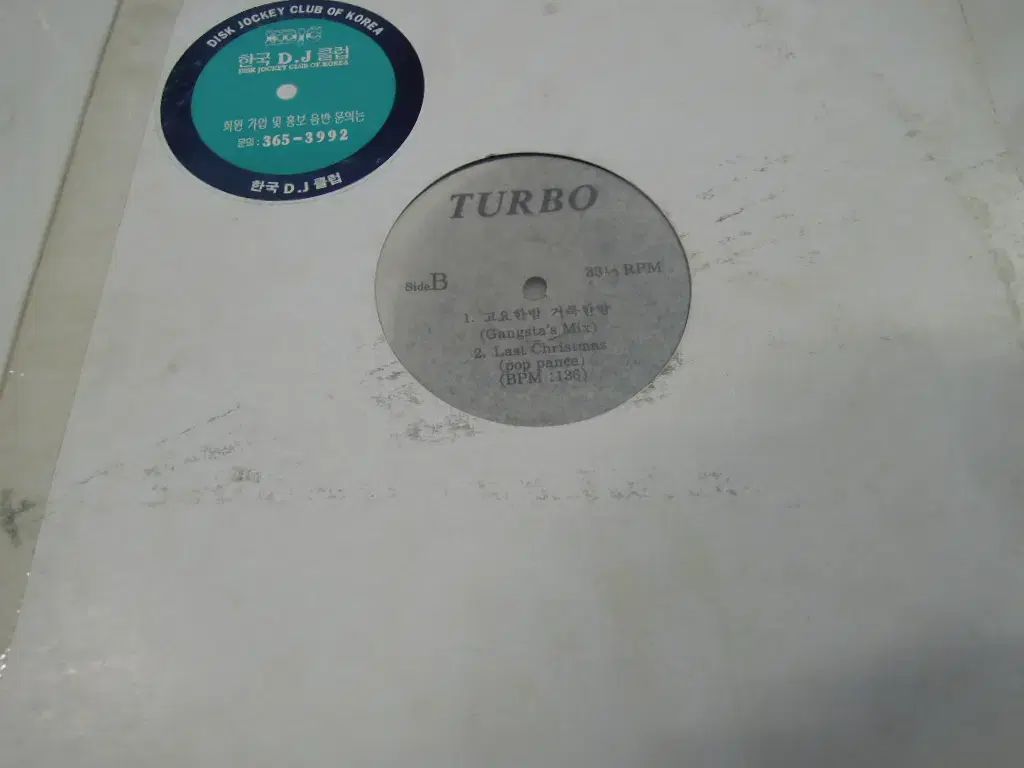 DISK JOCKEY CLUB OF KOREA
한국 D.J 클럽
DISK JOCKEY CLUB OF KOREA
회원 가입 및 홍보 음반 문의는
문의 : 365-3992
한국 D.J 클럽
TURBO
Side B
33⅓ RPM
1. 고요한밤 거룩한밤
(Gangsta's Mix)
2. Last Christmas
(pop pance)
(BPM :136)